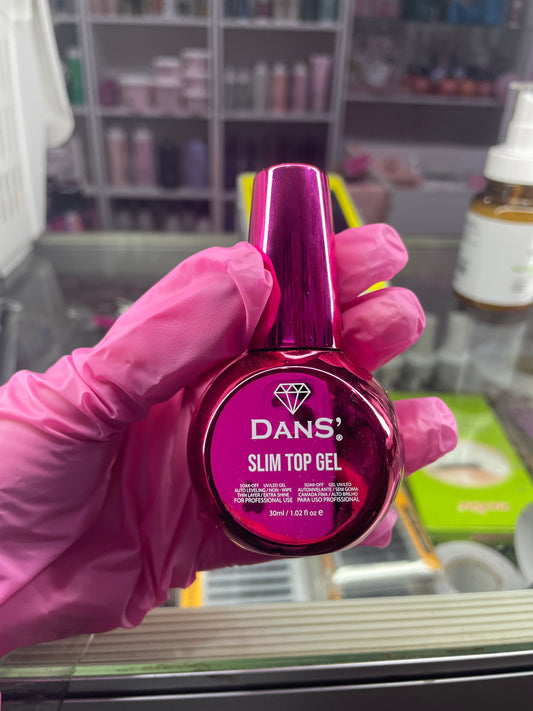 DANS'®
SLIM TOP GEL
SOAK-OFF UV/LED GEL
AUTO LEVELING / NON-WIPE
THIN LAYER / EXTRA SHINE
FOR PROFESSIONAL USE
SOAK-OFF GEL UV/LED
AUTONIVELANTE / SEM GOMA
CAMADA FINA / ALTO BRILHO
PARA USO PROFISSIONAL
30ml / 1.02 fl oz ℮